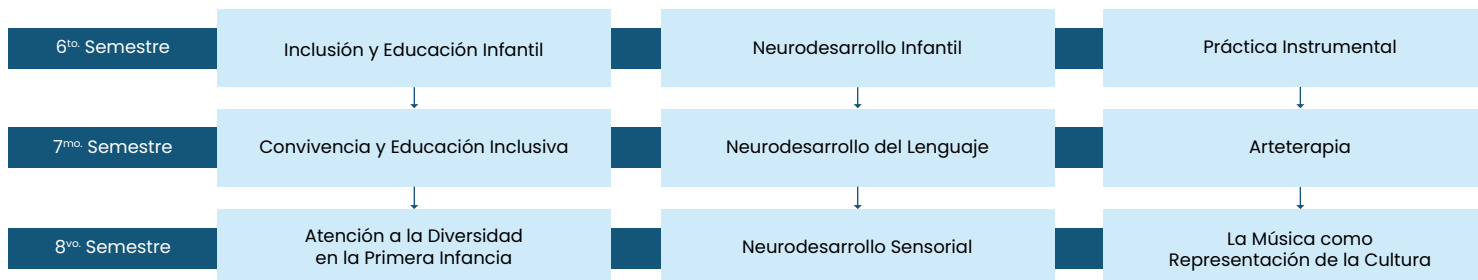 6to. Semestre
Inclusión y Educación Infantil
Neurodesarrollo Infantil
Práctica Instrumental
7mo. Semestre
Convivencia y Educación Inclusiva
Neurodesarrollo del Lenguaje
Arteterapia
8vo. Semestre
Atención a la Diversidad
en la Primera Infancia
Neurodesarrollo Sensorial
La Música como
Representación de la Cultura